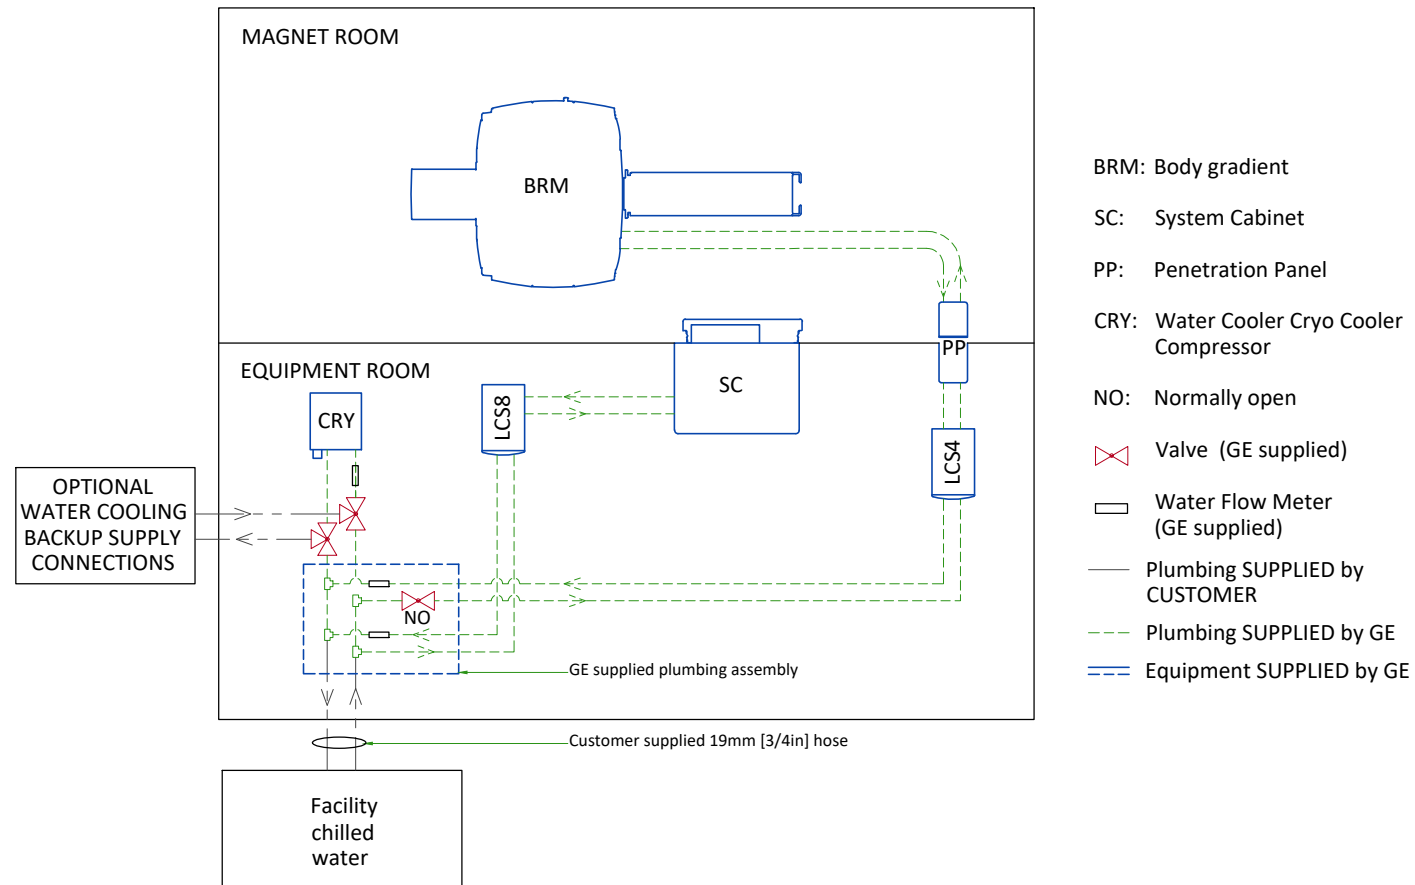 MAGNET ROOM
BRM
PP
EQUIPMENT ROOM
SC
CRY
LCS8
LCS4
OPTIONAL
WATER COOLING
BACKUP SUPPLY
CONNECTIONS
NO
GE supplied plumbing assembly
Customer supplied 19mm [3/4in] hose
Facility
chilled
water
BRM: Body gradient
SC: System Cabinet
PP: Penetration Panel
CRY: Water Cooler Cryo Cooler
Compressor
NO: Normally open
Valve (GE supplied)
Water Flow Meter
(GE supplied)
Plumbing SUPPLIED by
CUSTOMER
Plumbing SUPPLIED by GE
Equipment SUPPLIED by GE